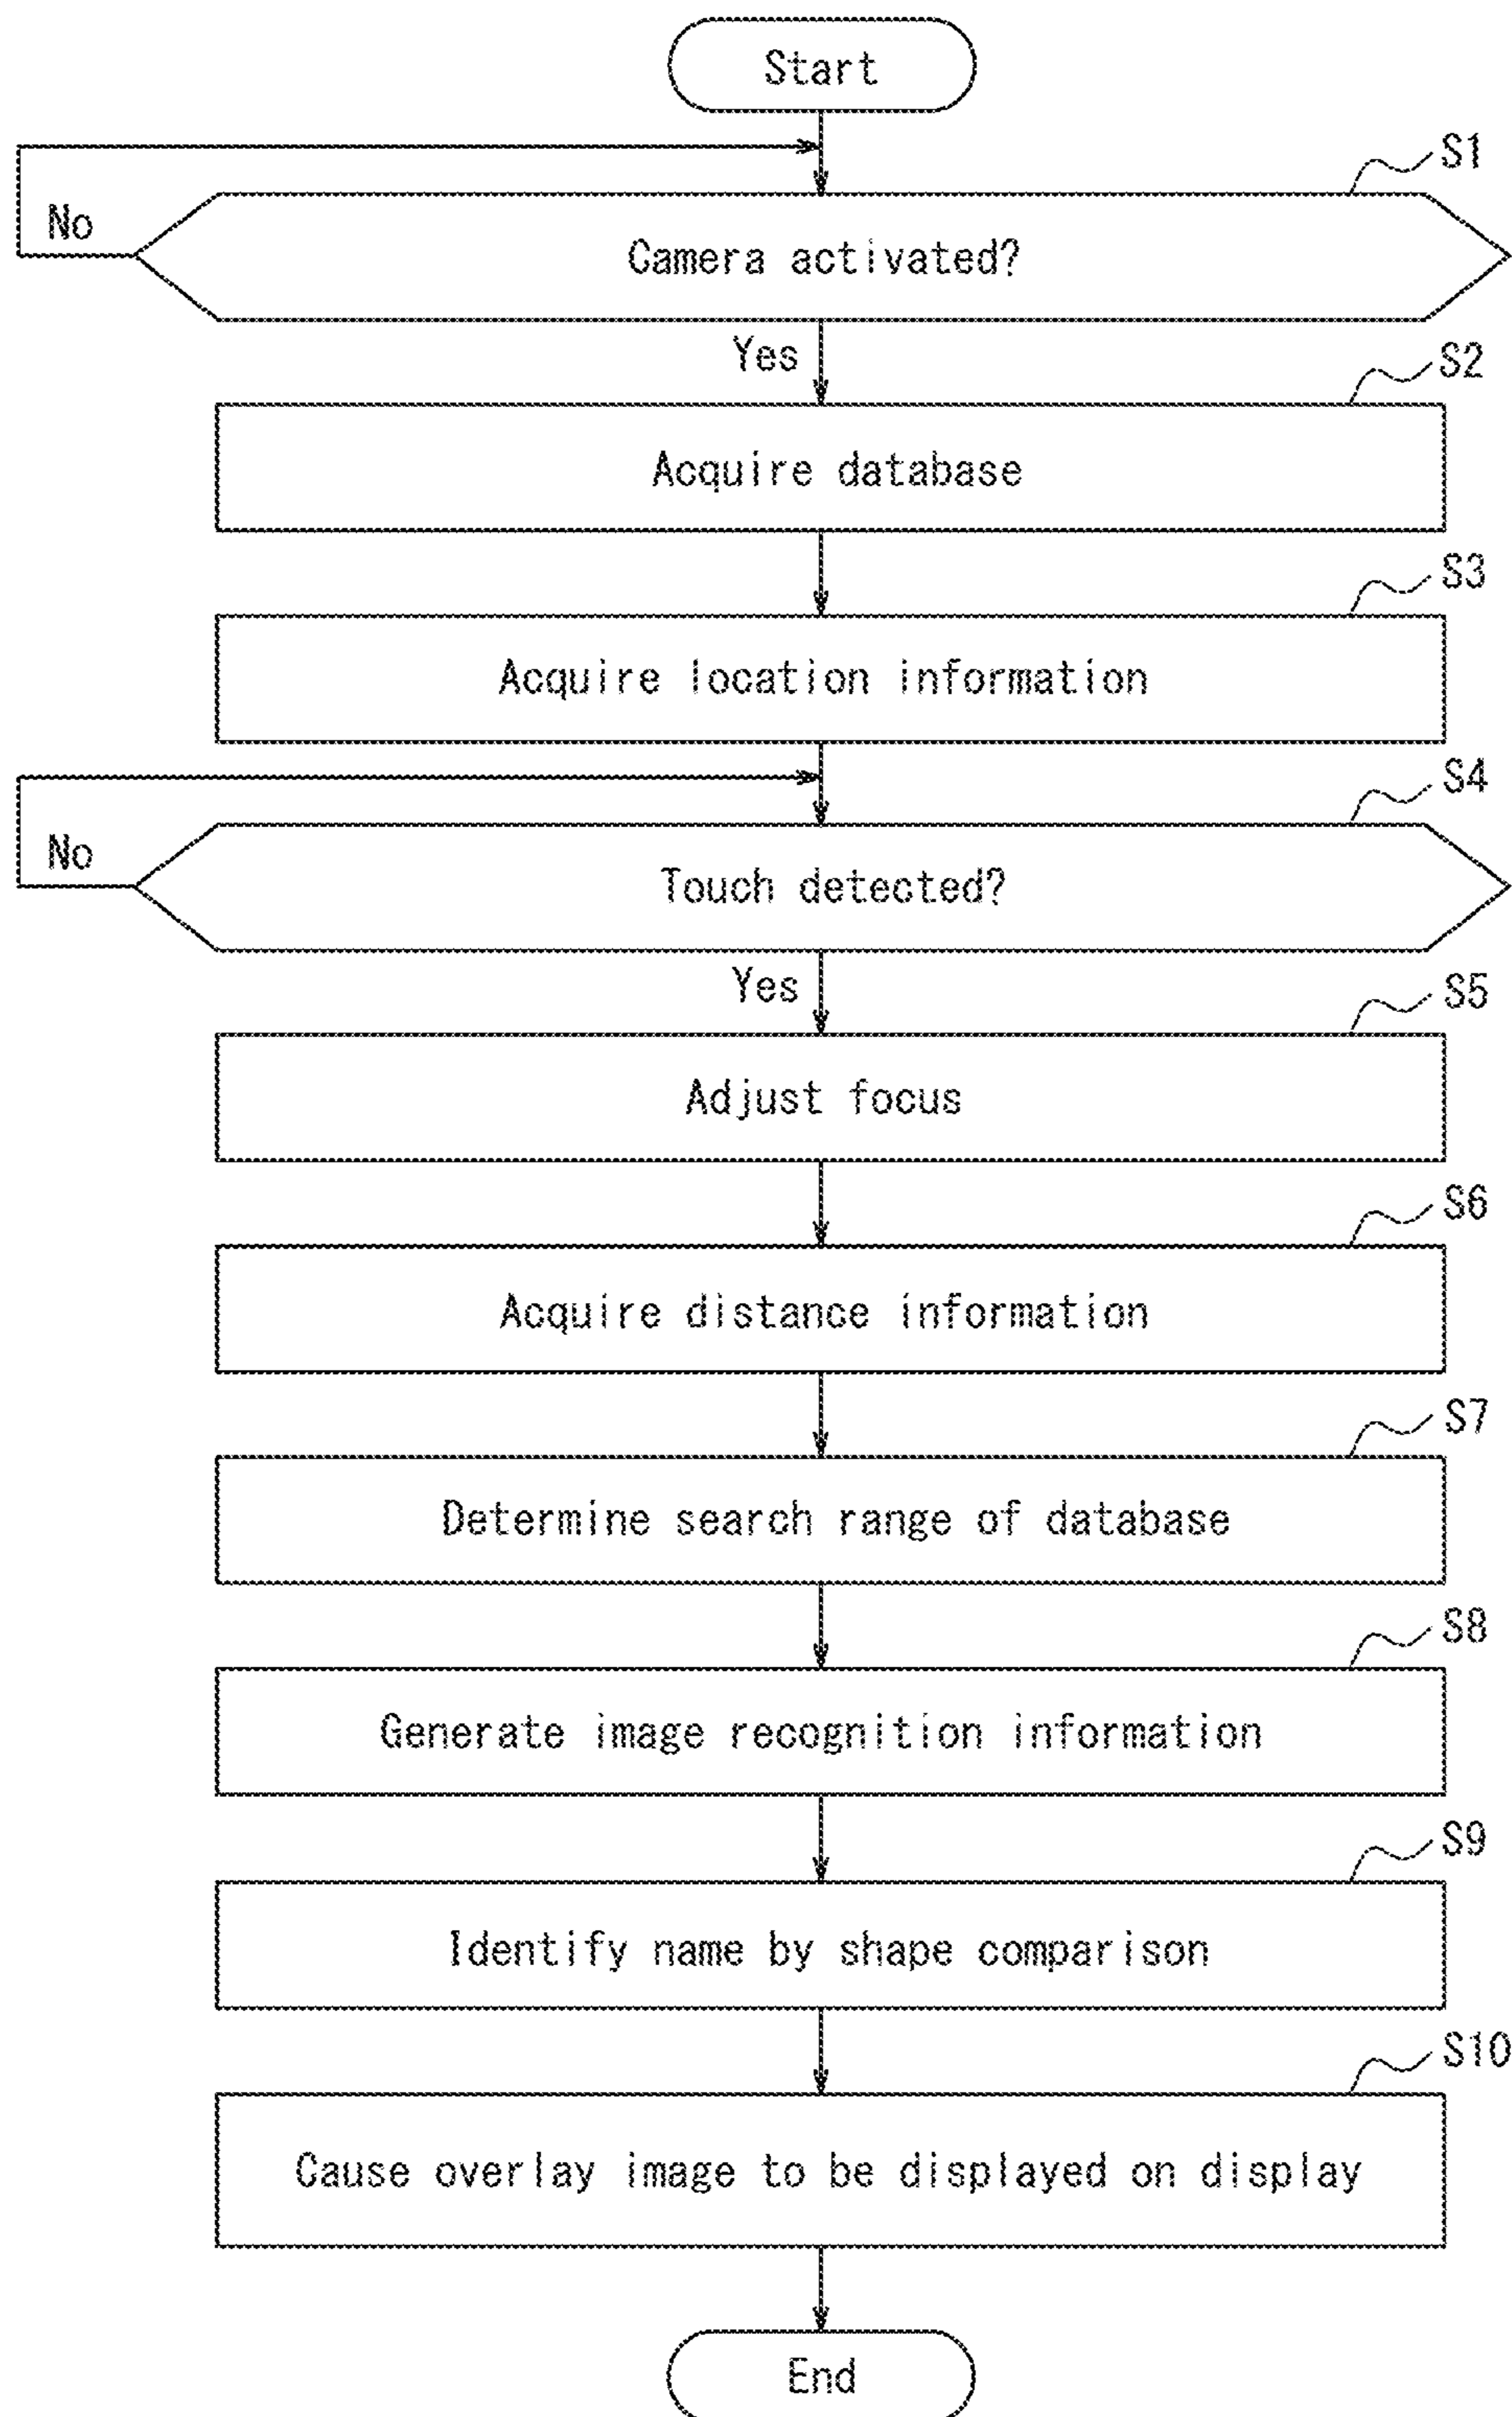 Start
S1
No
Camera activated?
Yes
S2
Acquire database
S3
Acquire location information
S4
No
Touch detected?
Yes
S5
Adjust focus
S6
Acquire distance information
S7
Determine search range of database
S8
Generate image recognition information
S9
Identify name by shape comparison
S10
Cause overlay image to be displayed on display
End